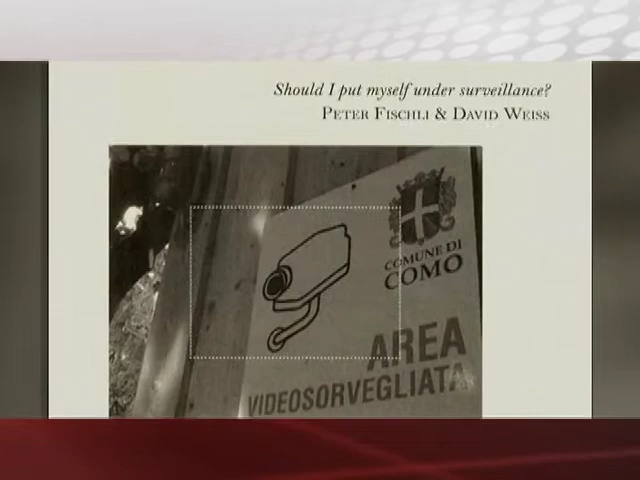 Should I put myself under surveillance?
PETER FISCHLI & DAVID WEISS
COMUNE DI
COMO
AREA
VIDEOSORVEGLIATA